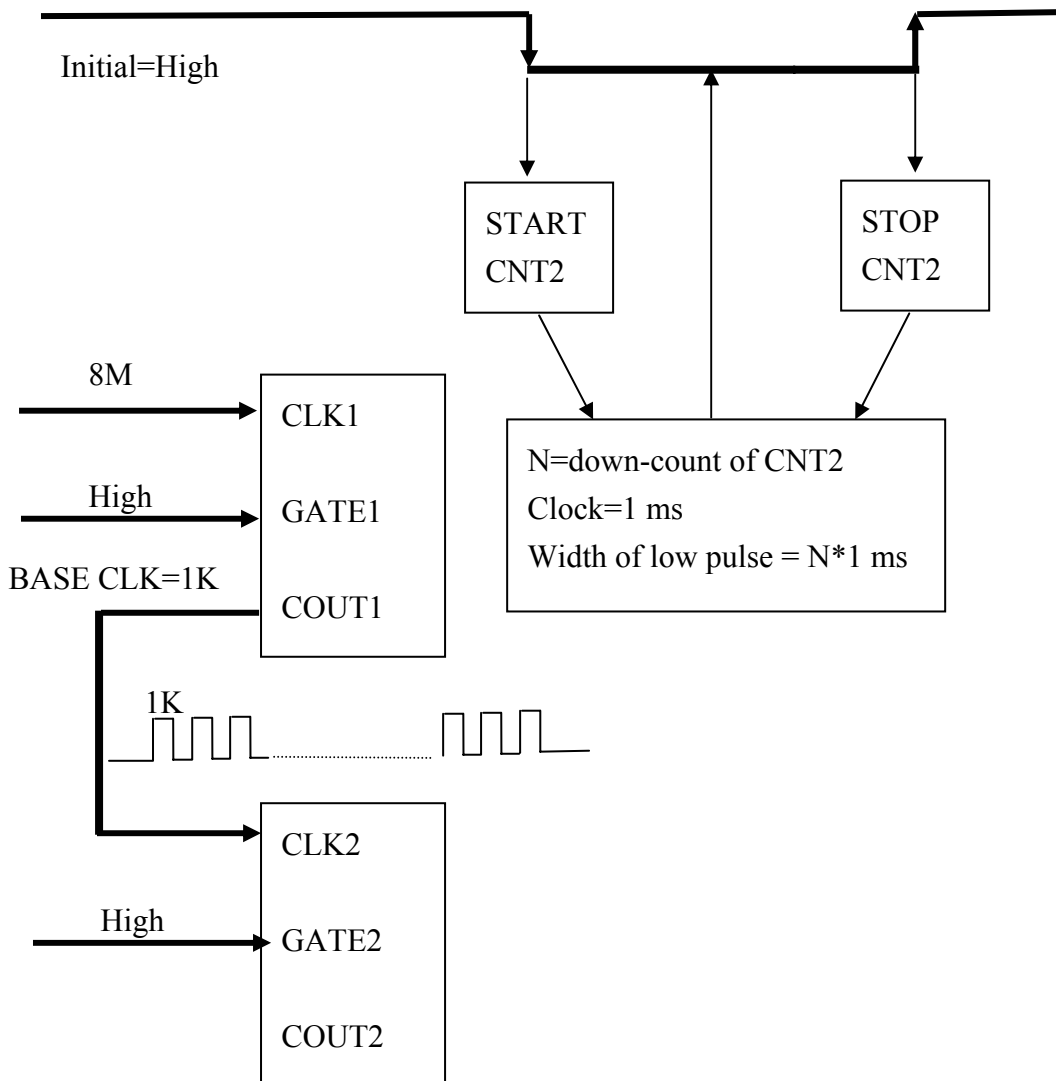 Initial=High
START
CNT2
STOP
CNT2
8M
CLK1
High
GATE1
BASE CLK=1K
COUT1
N=down-count of CNT2
Clock=1 ms
Width of low pulse = N*1 ms
1K
CLK2
High
GATE2
COUT2